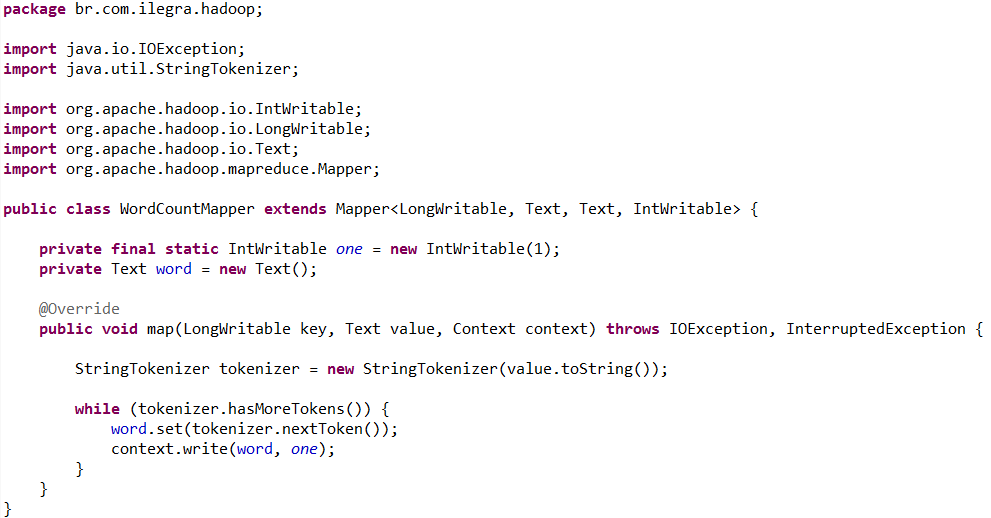 package br.com.ilegra.hadoop;

import java.io.IOException;
import java.util.StringTokenizer;

import org.apache.hadoop.io.IntWritable;
import org.apache.hadoop.io.LongWritable;
import org.apache.hadoop.io.Text;
import org.apache.hadoop.mapreduce.Mapper;

public class WordCountMapper extends Mapper<LongWritable, Text, Text, IntWritable> {

    private final static IntWritable one = new IntWritable(1);
    private Text word = new Text();

    @Override
    public void map(LongWritable key, Text value, Context context) throws IOException, InterruptedException {

        StringTokenizer tokenizer = new StringTokenizer(value.toString());

        while (tokenizer.hasMoreTokens()) {
            word.set(tokenizer.nextToken());
            context.write(word, one);
        }
    }
}